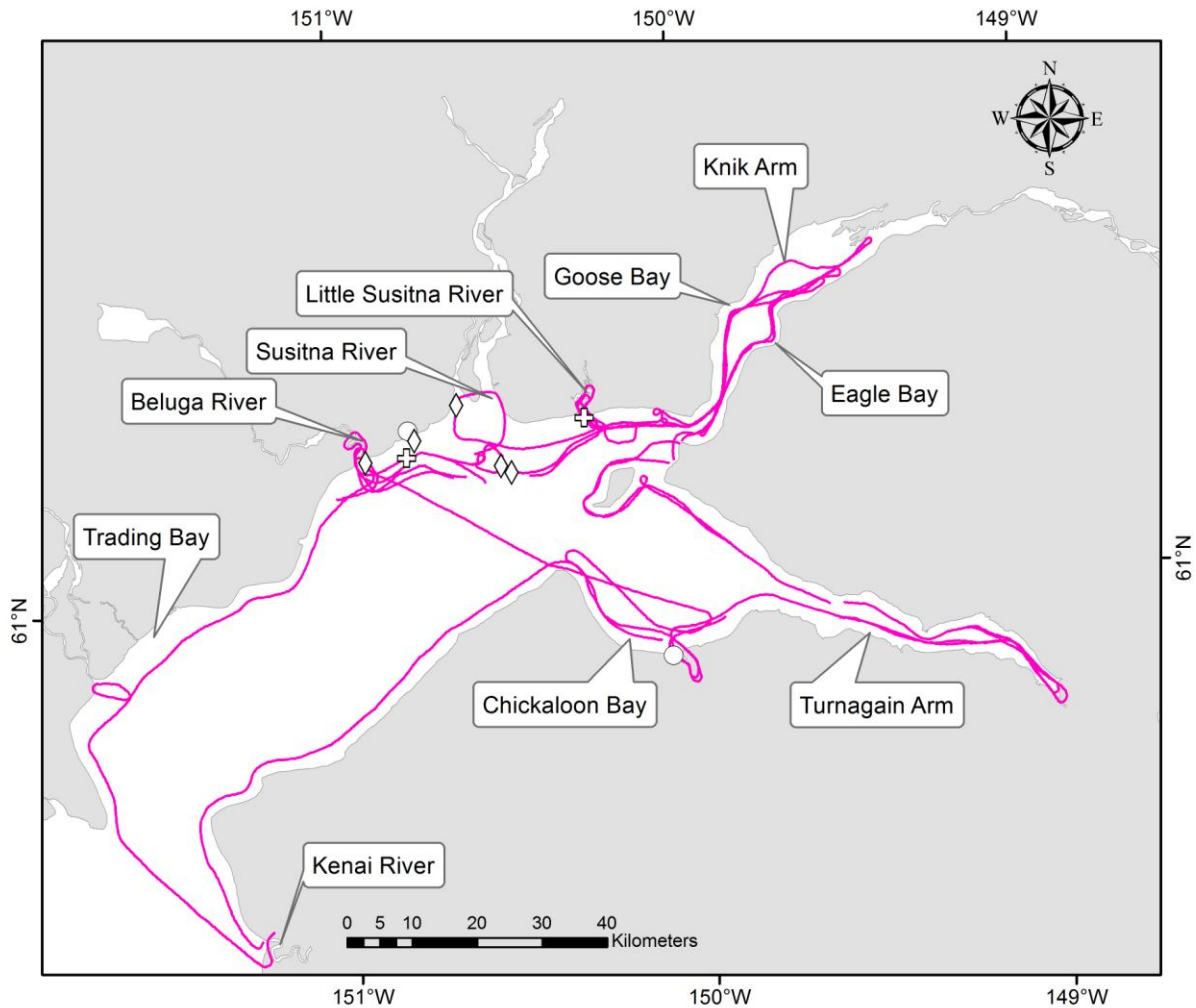 151°W
150°W
149°W
N
W
E
S
Knik Arm
Goose Bay
Little Susitna River
Susitna River
Eagle Bay
Beluga River
Trading Bay
61°N
61°N
Chickaloon Bay
Turnagain Arm
Kenai River
0 5 10 20 30 40
Kilometers
151°W
150°W
149°W